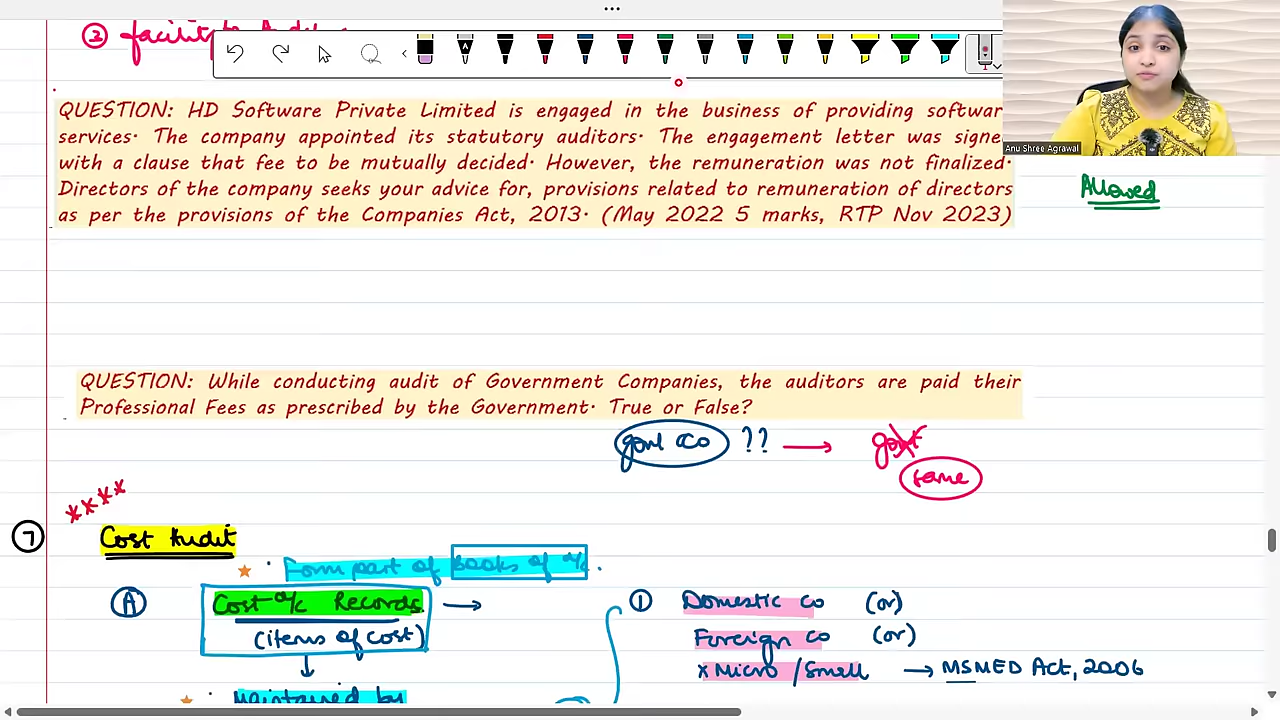 ②
QUESTION: HD Software Private Limited is engaged in the business of providing softwar
services. The company appointed its statutory auditors. The engagement letter was signe
with a clause that fee to be mutually decided. However, the remuneration was not finalized.
Directors of the company seeks your advice for, provisions related to remuneration of directors
as per the provisions of the Companies Act, 2013. (May 2022 5 marks, RTP Nov 2023)
Anu Shree Agrawal
Allowed
QUESTION: While conducting audit of Government Companies, the auditors are paid their
Professional Fees as prescribed by the Government. True or False?
govt co ?? → govt
same
****
⑦ Cost Audit
Form part of books of a/c.
Ⓐ Cost a/c Records →
(items of cost)
↓
Maintained by
① Domestic co (or)
Foreign co (or)
x Micro / Small → MSMED Act, 2006